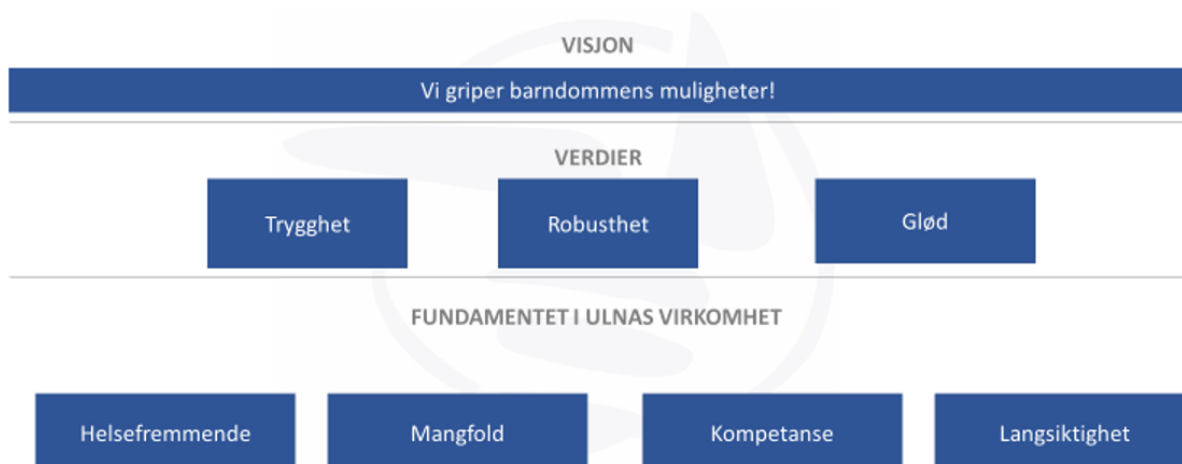 VISJON
Vi griper barndommens muligheter!
VERDIER
Trygghet
Robusthet
Glød
FUNDAMENTET I ULNAS VIRKOMHET
Helsefremmende
Mangfold
Kompetanse
Langsiktighet